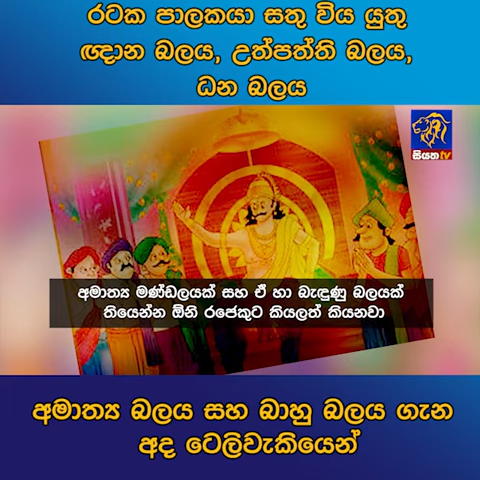 රටක පාලකයා සතු විය යුතු
ඥාන බලය, උත්පත්ති බලය,
ධන බලය
සියත tv
අමාත්‍ය මණ්ඩලයක් සහ ඒ හා බැඳුණු බලයක්
තියෙන්න ඕනි රජෙකුට කියලත් කියනවා
අමාත්‍ය බලය සහ බාහු බලය ගැන
අද ටෙලිවැකියෙන්